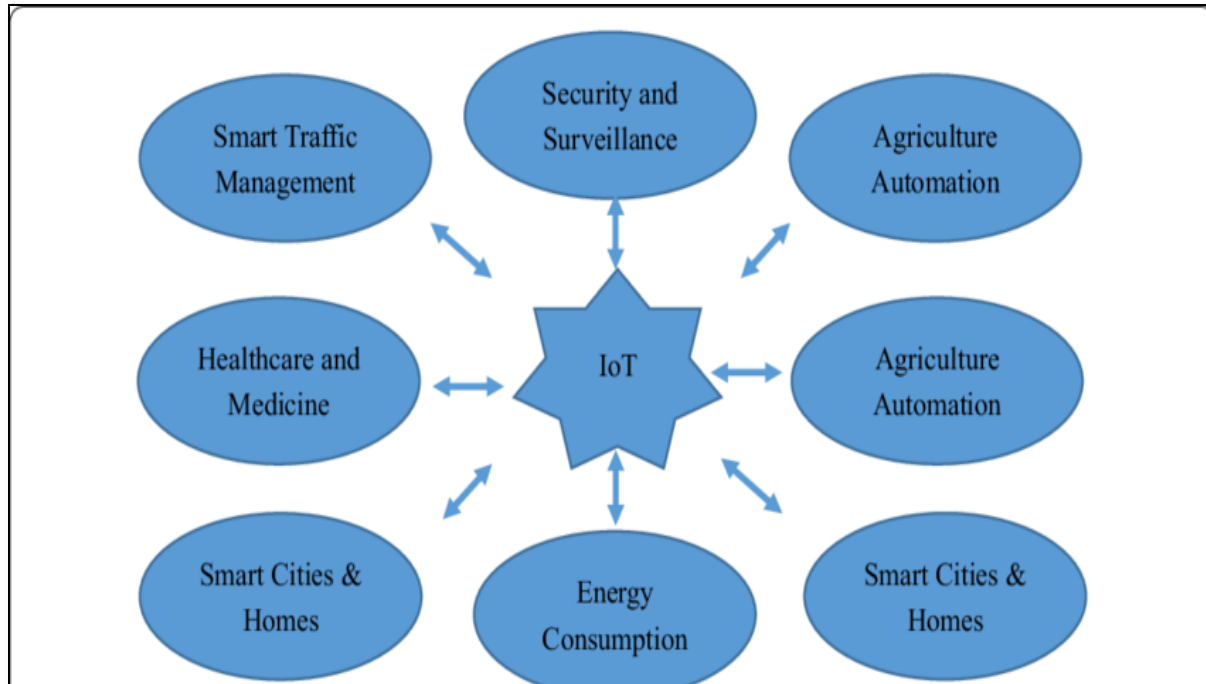 Security and
Surveillance
Smart Traffic
Management
Agriculture
Automation
Healthcare and
Medicine
IoT
Agriculture
Automation
Smart Cities &
Homes
Energy
Consumption
Smart Cities &
Homes